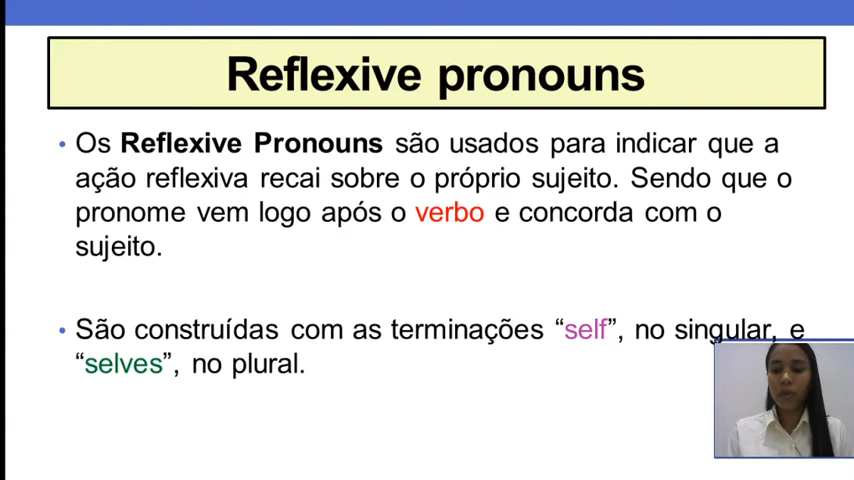 Reflexive pronouns
• Os Reflexive Pronouns são usados para indicar que a
ação reflexiva recai sobre o próprio sujeito. Sendo que o
pronome vem logo após o verbo e concorda com o
sujeito.
• São construídas com as terminações “self”, no singular, e
“selves”, no plural.